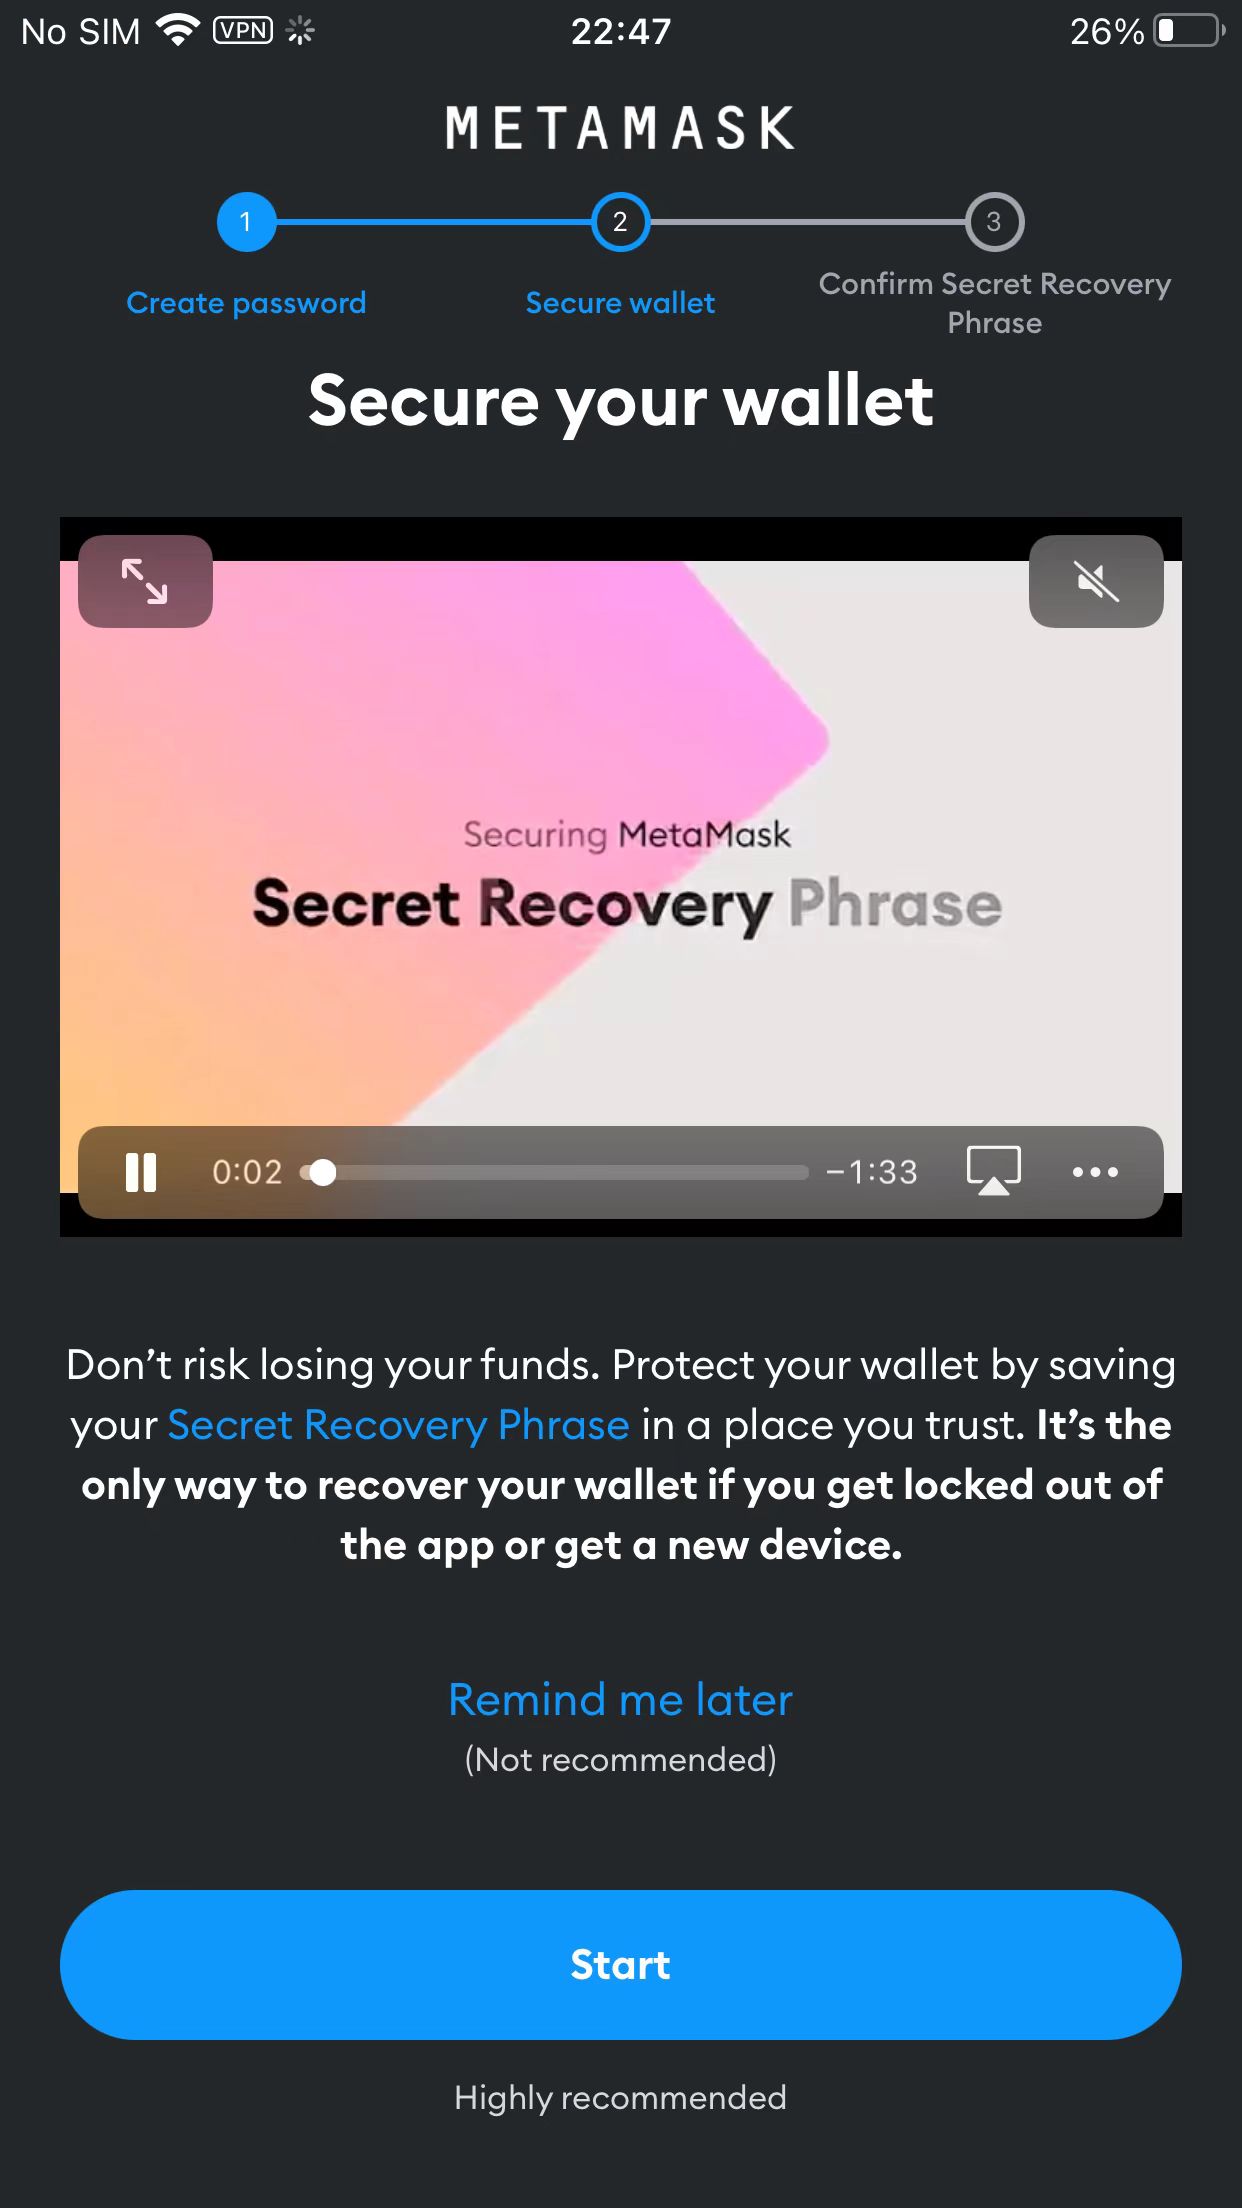 No SIM VPN 22:47 26%
METAMASK
1 2 3
Create password Secure wallet Confirm Secret Recovery
Phrase
Secure your wallet
Securing MetaMask
Secret Recovery Phrase
0:02 −1:33
Don’t risk losing your funds. Protect your wallet by saving
your Secret Recovery Phrase in a place you trust. It’s the
only way to recover your wallet if you get locked out of
the app or get a new device.
Remind me later
(Not recommended)
Start
Highly recommended